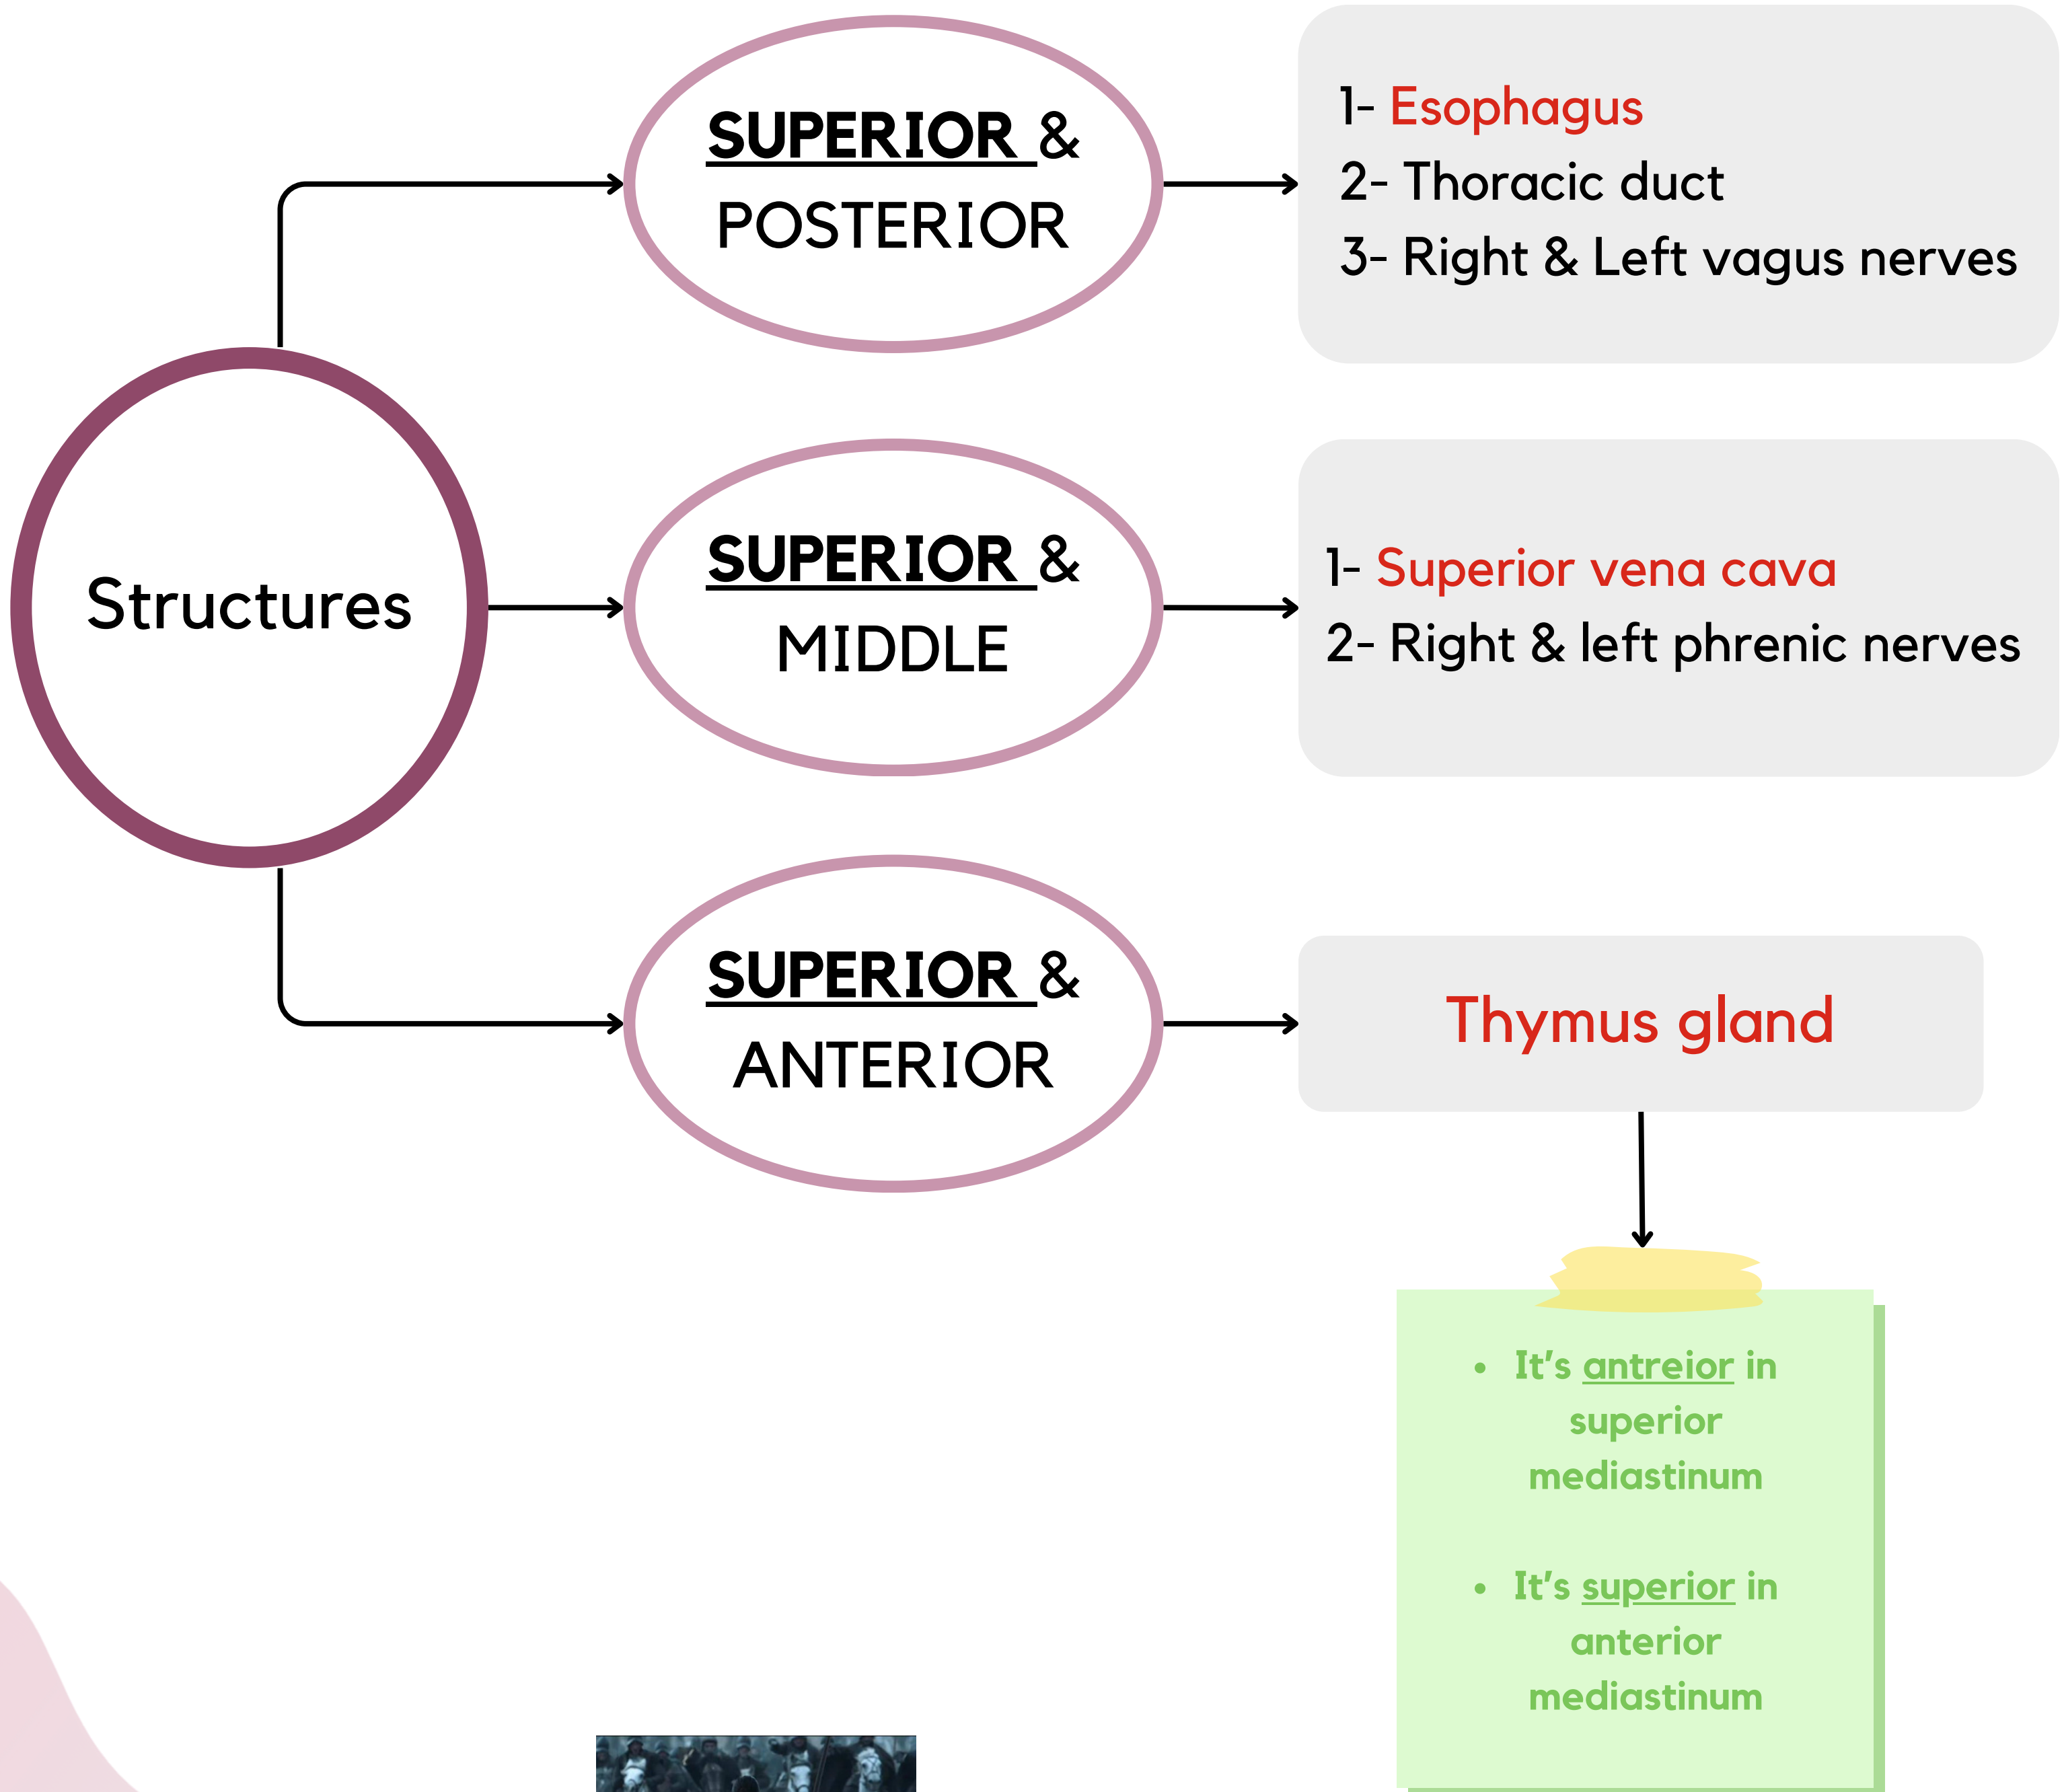 Structures
SUPERIOR &
POSTERIOR
1- Esophagus
2- Thoracic duct
3- Right & Left vagus nerves
SUPERIOR &
MIDDLE
1- Superior vena cava
2- Right & left phrenic nerves
SUPERIOR &
ANTERIOR
Thymus gland
• It's antreior in
superior
mediastinum
• It's superior in
anterior
mediastinum